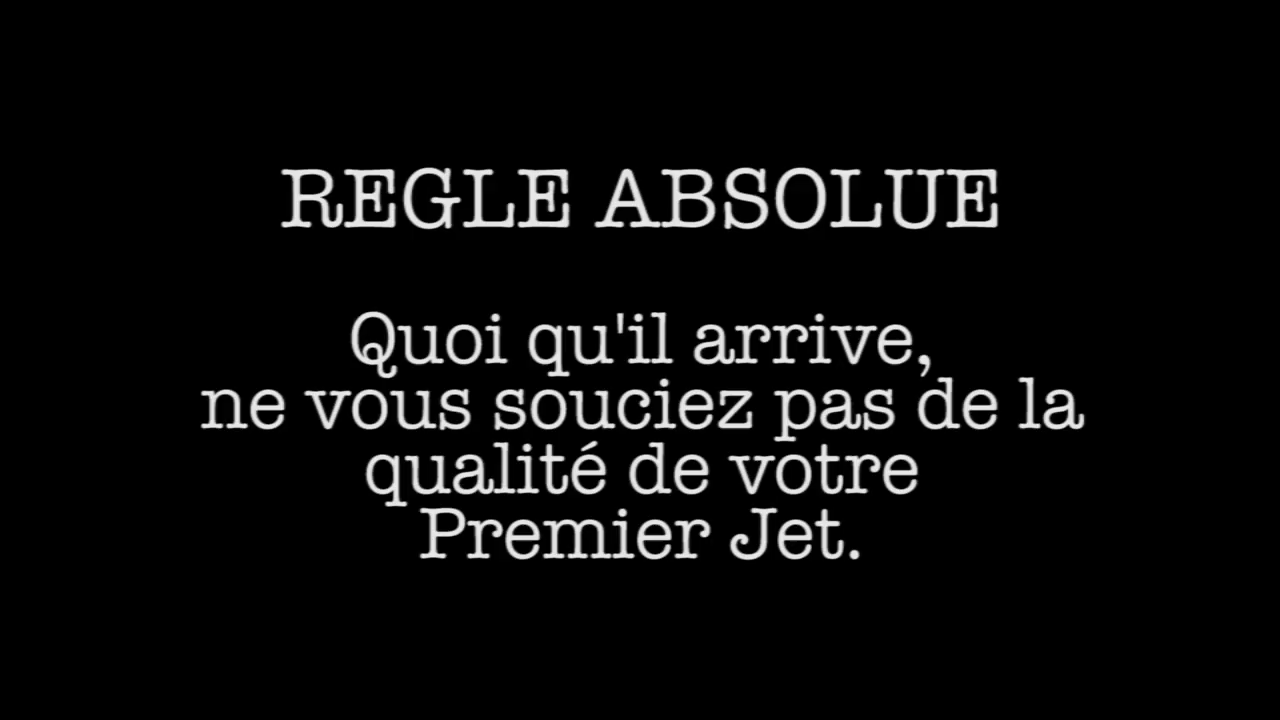 REGLE ABSOLUE
Quoi qu'il arrive,
ne vous souciez pas de la
qualité de votre
Premier Jet.